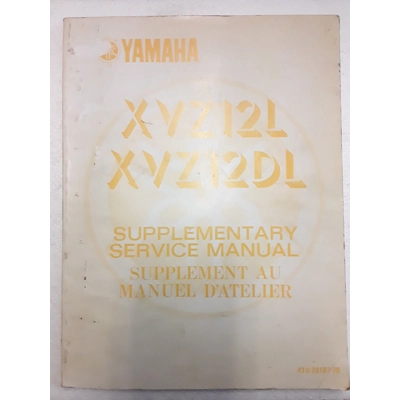 YAMAHA
XVZ12L
XVZ12DL
SUPPLEMENTARY
SERVICE MANUAL
SUPPLEMENT AU
MANUEL D'ATELIER